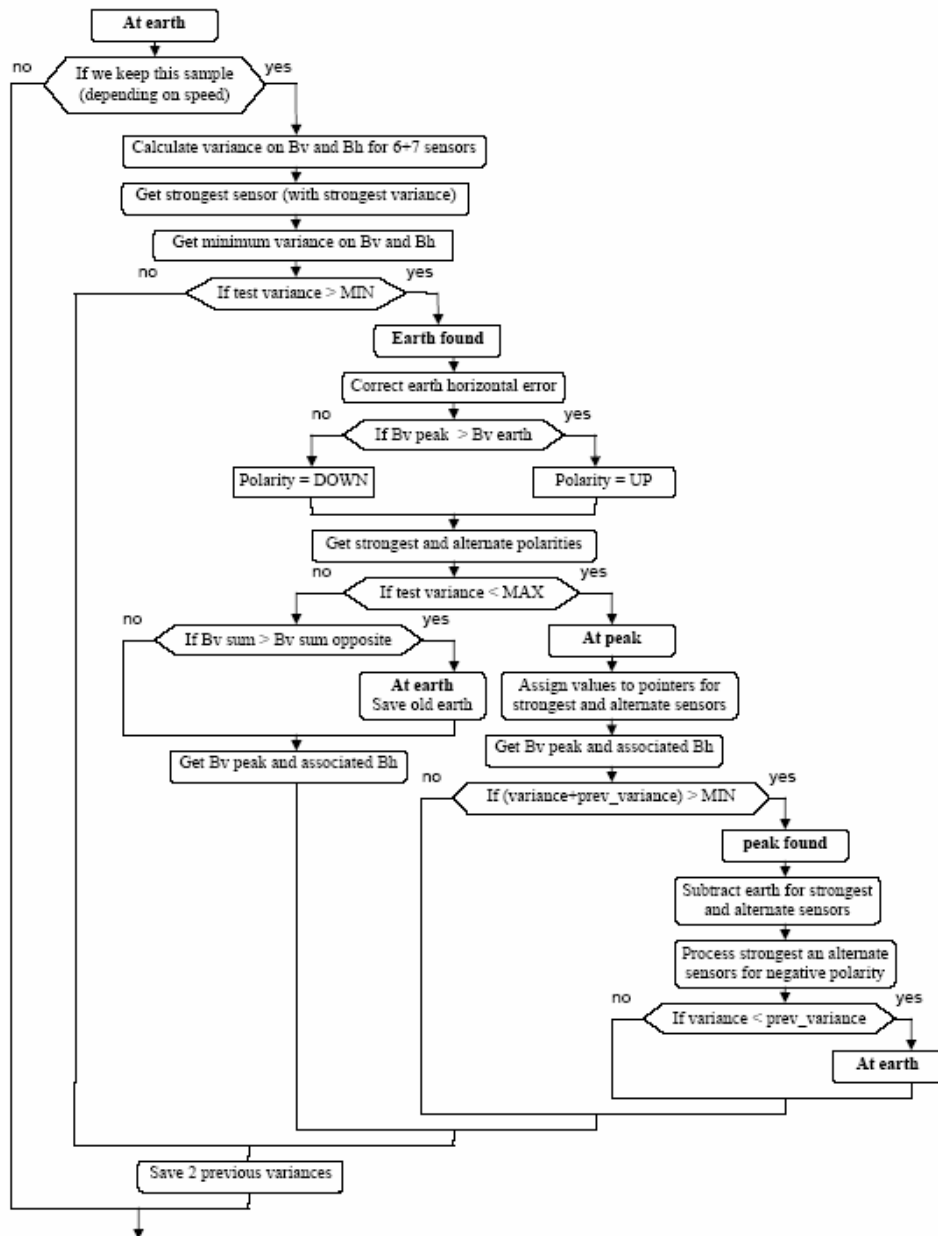 At earth
no
yes
If we keep this sample
(depending on speed)
Calculate variance on Bv and Bh for 6+7 sensors
Get strongest sensor (with strongest variance)
Get minimum variance on Bv and Bh
no
yes
If test variance > MIN
Earth found
Correct earth horizontal error
no
yes
If Bv peak > Bv earth
Polarity = DOWN
Polarity = UP
Get strongest and alternate polarities
no
yes
If test variance < MAX
no
yes
If Bv sum > Bv sum opposite
At peak
At earth
Save old earth
Assign values to pointers for
strongest and alternate sensors
Get Bv peak and associated Bh
Get Bv peak and associated Bh
no
yes
If (variance+prev_variance) > MIN
peak found
Subtract earth for strongest
and alternate sensors
Process strongest an alternate
sensors for negative polarity
no
yes
If variance < prev_variance
At earth
Save 2 previous variances